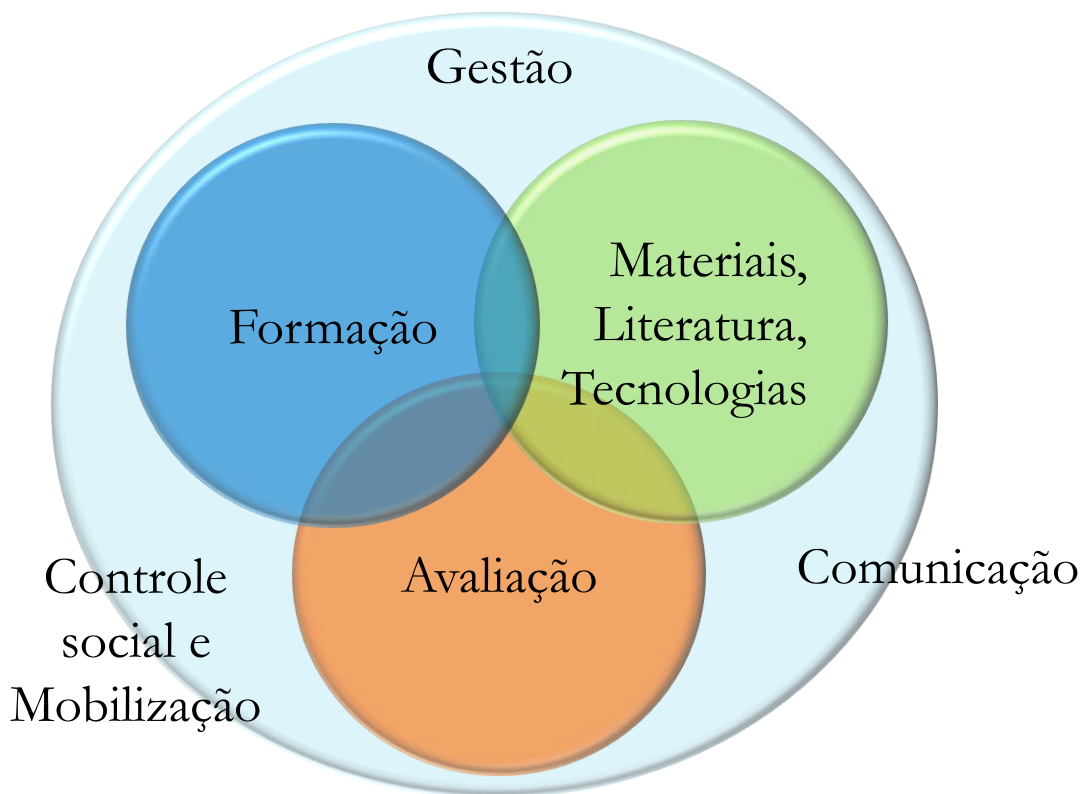 Gestão
Formação
Materiais,
Literatura,
Tecnologias
Avaliação
Controle
social e
Mobilização
Comunicação